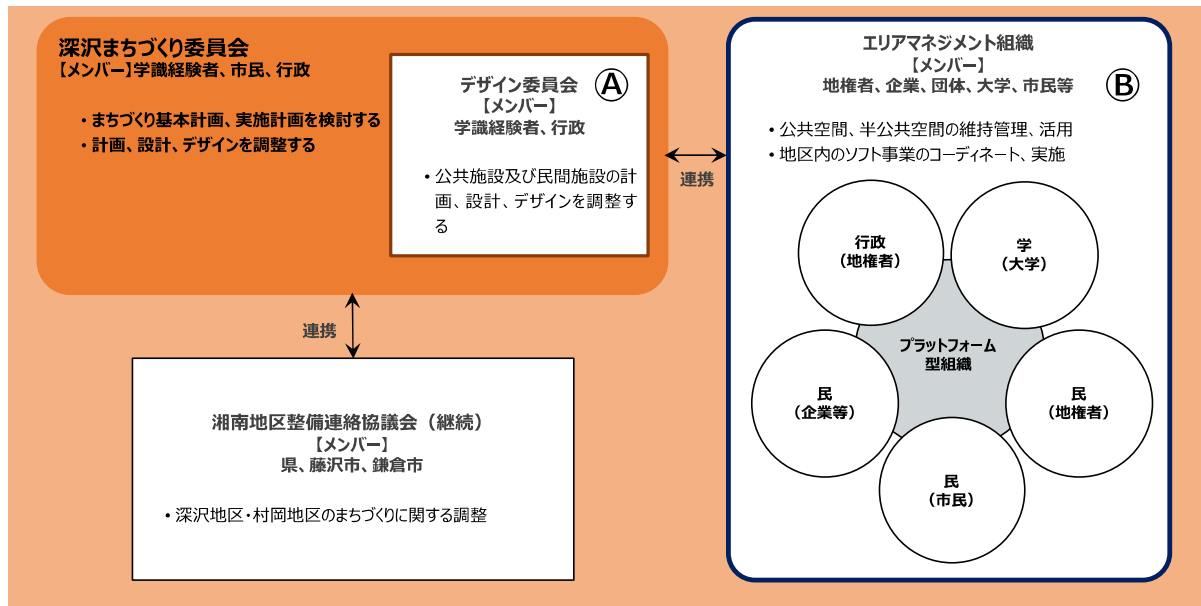 深沢まちづくり委員会
【メンバー】学識経験者、市民、行政
・まちづくり基本計画、実施計画を検討する
・計画、設計、デザインを調整する
デザイン委員会
【メンバー】
学識経験者、行政
A
・公共施設及び民間施設の計
画、設計、デザインを調整す
る
連携
連携
湘南地区整備連絡協議会（継続）
【メンバー】
県、藤沢市、鎌倉市
・深沢地区・村岡地区のまちづくりに関する調整
エリアマネジメント組織
【メンバー】
地権者、企業、団体、大学、市民等
B
・公共空間、半公共空間の維持管理、活用
・地区内のソフト事業のコーディネート、実施
行政
（地権者）
学
（大学）
プラットフォーム
型組織
民
（企業等）
民
（地権者）
民
（市民）